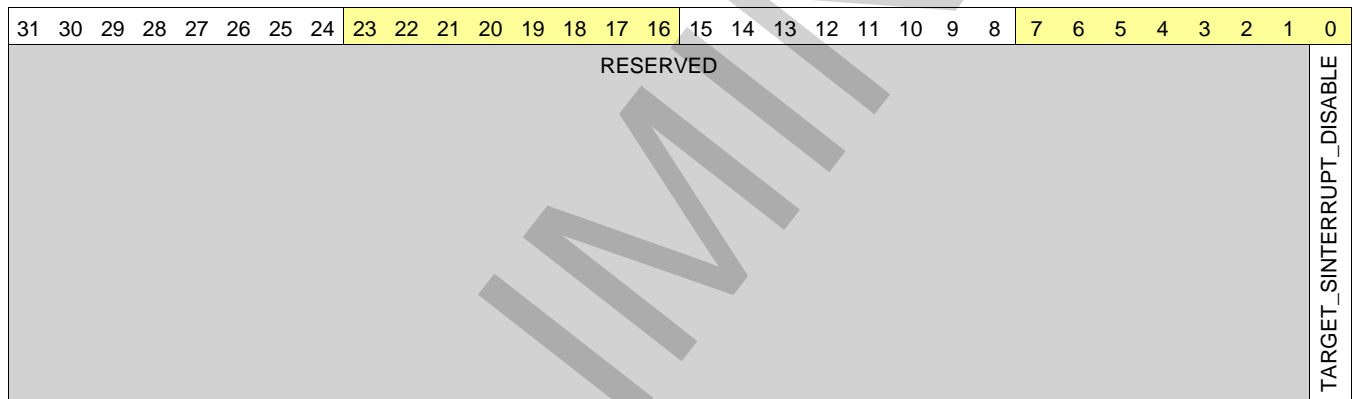 31 30 29 28 27 26 25 24 23 22 21 20 19 18 17 16 15 14 13 12 11 10 9 8 7 6 5 4 3 2 1 0
RESERVED
TARGET_SINTERRUPT_DISABLE